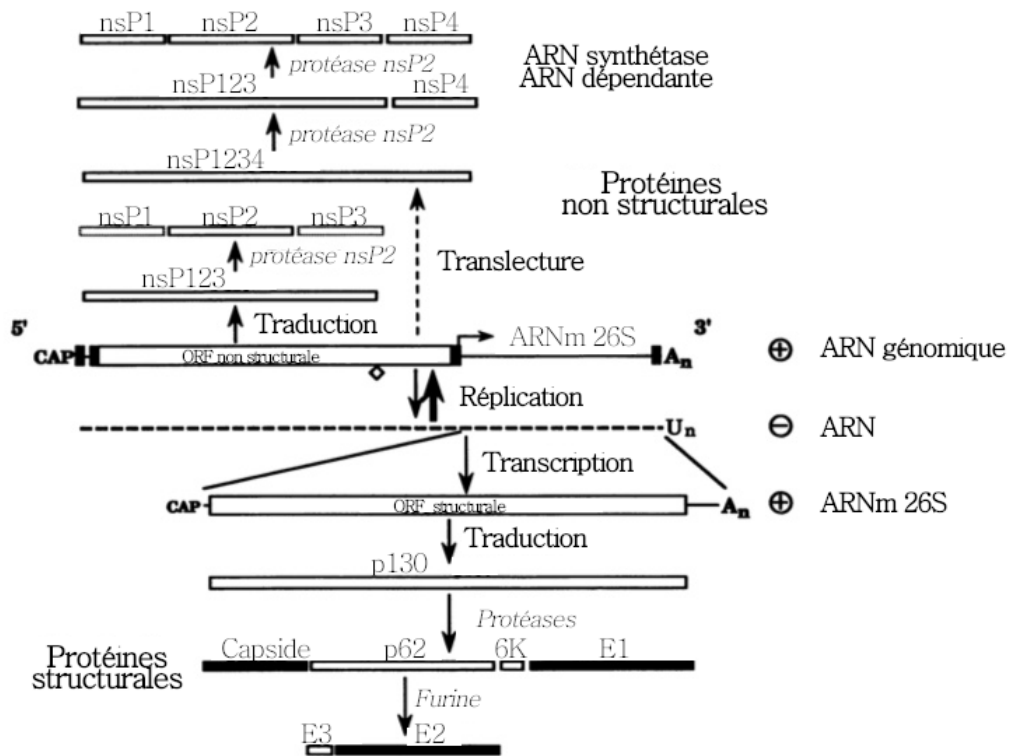 nsP1 nsP2 nsP3 nsP4
protéase nsP2
ARN synthétase
ARN dépendante
nsP123 nsP4
protéase nsP2
nsP1234
Protéines
non structurales
nsP1 nsP2 nsP3
protéase nsP2
Translecture
nsP123
5' Traduction ARNm 26S 3'
CAP ORF non structurale An ⊕ ARN génomique
Réplication
Un ⊖ ARN
Transcription
CAP ORF structurale An ⊕ ARNm 26S
Traduction
p130
Protéases
Protéines
structurales
Capside p62 6K E1
Furine
E3 E2